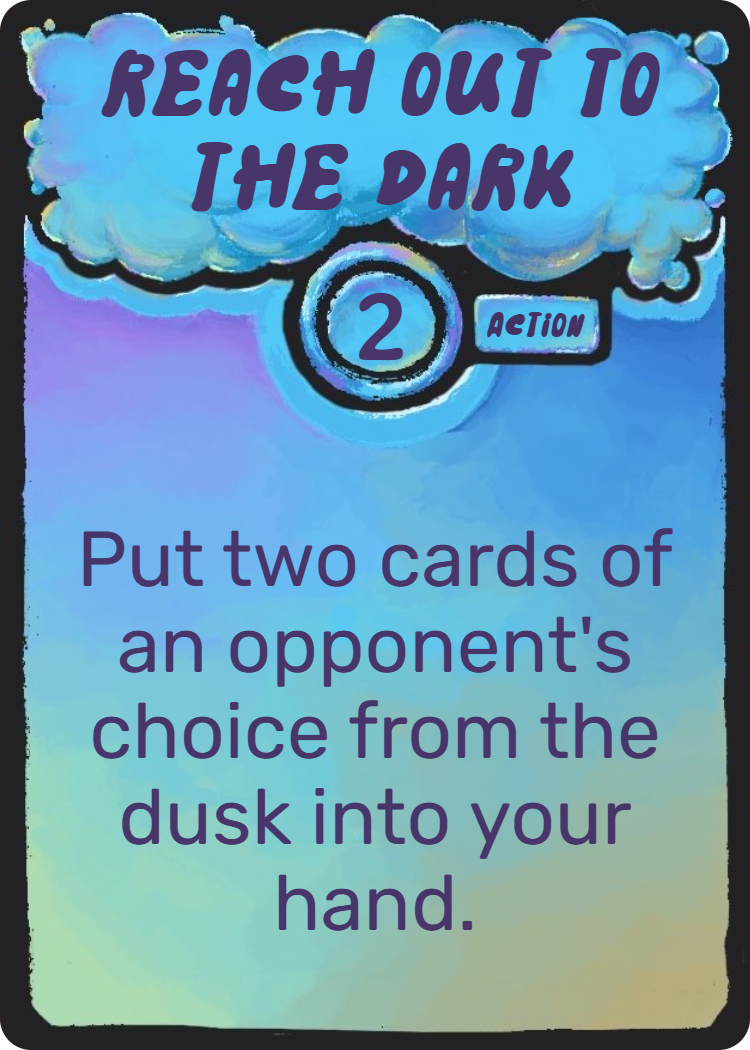 REACH OUT TO
THE DARK
2
ACTION
Put two cards of
an opponent's
choice from the
dusk into your
hand.